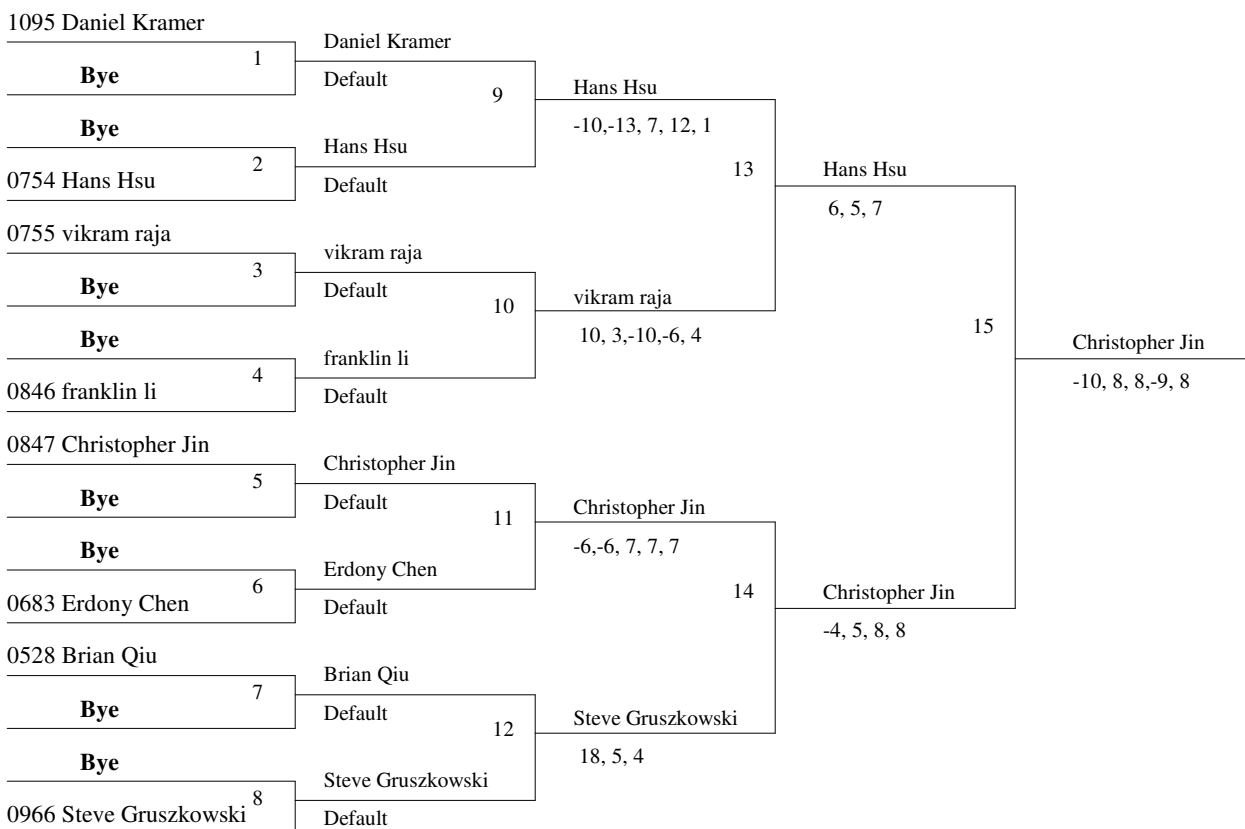 1095 Daniel Kramer
1
Bye
Bye
2
0754 Hans Hsu
0755 vikram raja
3
Bye
Bye
4
0846 franklin li
0847 Christopher Jin
5
Bye
Bye
6
0683 Erdony Chen
0528 Brian Qiu
7
Bye
Bye
8
0966 Steve Gruszkowski
Daniel Kramer
Default
9
Hans Hsu
Default
vikram raja
Default
10
franklin li
Default
Christopher Jin
Default
11
Erdony Chen
Default
Brian Qiu
Default
12
Steve Gruszkowski
Default
Hans Hsu
-10,-13, 7, 12, 1
13
vikram raja
10, 3,-10,-6, 4
Christopher Jin
-6,-6, 7, 7, 7
14
Steve Gruszkowski
18, 5, 4
Hans Hsu
6, 5, 7
15
Christopher Jin
-4, 5, 8, 8
Christopher Jin
-10, 8, 8,-9, 8